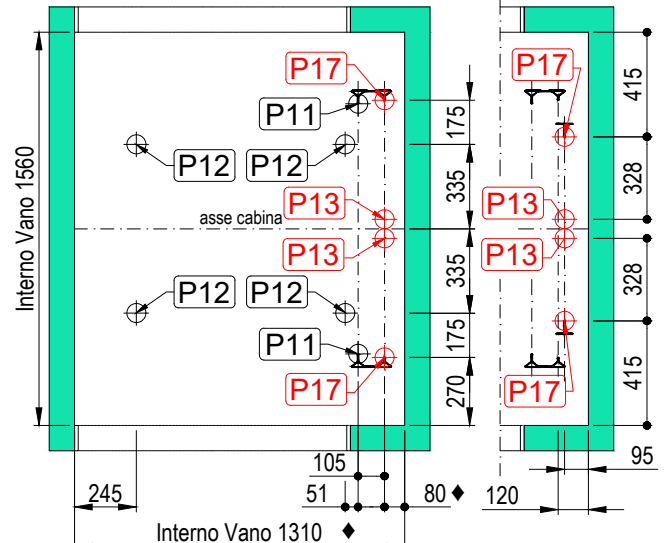 P17
P17
P11
415
175
P12
P12
335
328
P13
P13
asse cabina
Interno Vano 1560
P13
P13
335
328
P12
P12
175
P11
P17
P17
270
415
105
95
245
51
80 ♦
120
Interno Vano 1310 ♦